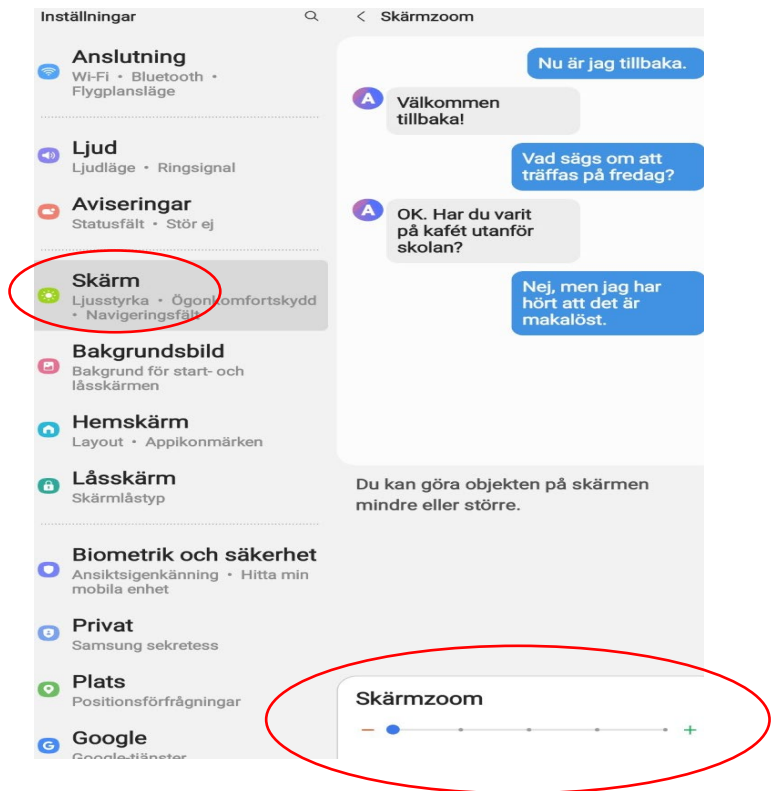 Inställningar
Anslutning
Wi-Fi • Bluetooth •
Flygplansläge
Ljud
Ljudläge • Ringsignal
Aviseringar
Statusfält • Stör ej
Skärm
Ljusstyrka • Ögonkomfortskydd
• Navigeringsfält
Bakgrundsbild
Bakgrund för start- och
låsskärmen
Hemskärm
Layout • Appikonmärken
Låsskärm
Skärmlåstyp
Biometrik och säkerhet
Ansiktsigenkänning • Hitta min
mobila enhet
Privat
Samsung sekretess
Plats
Positionsförfrågningar
G
Google
Google-tjänster
< Skärmzoom
Nu är jag tillbaka.
A
Välkommen
tillbaka!
Vad sägs om att
träffas på fredag?
A
OK. Har du varit
på kafét utanför
skolan?
Nej, men jag har
hört att det är
makalöst.
Du kan göra objekten på skärmen
mindre eller större.
Skärmzoom
− +